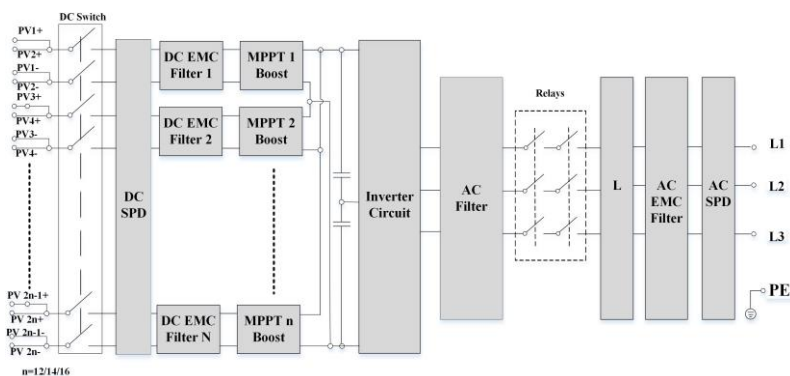 DC Switch
PV1+
PV2+
PV1-
PV2-
PV3+
PV4+
PV3-
PV4-
PV 2n-1+
PV 2n+
PV 2n-1-
PV 2n-
n=12/14/16
DC
SPD
DC EMC
Filter 1
MPPT 1
Boost
DC EMC
Filter 2
MPPT 2
Boost
DC EMC
Filter N
MPPT n
Boost
Inverter
Circuit
AC
Filter
Relays
L
AC
EMC
Filter
AC
SPD
L1
L2
L3
PE